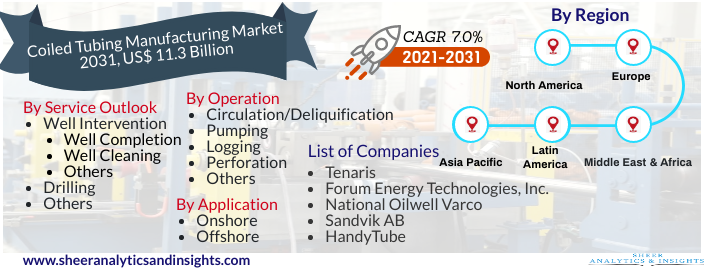 Coiled Tubing Manufacturing Market
2031, US$ 11.3 Billion
CAGR 7.0%
2021-2031
By Region
North America
Europe
Asia Pacific
Latin
America
Middle East & Africa
By Service Outlook
Well Intervention
Well Completion
Well Cleaning
Others
Drilling
Others
By Operation
Circulation/Deliquification
Pumping
Logging
Perforation
Others
By Application
Onshore
Offshore
List of Companies
Tenaris
Forum Energy Technologies, Inc.
National Oilwell Varco
Sandvik AB
HandyTube
www.sheeranalyticsandinsights.com
SHEER
ANALYTICS & INSIGHTS